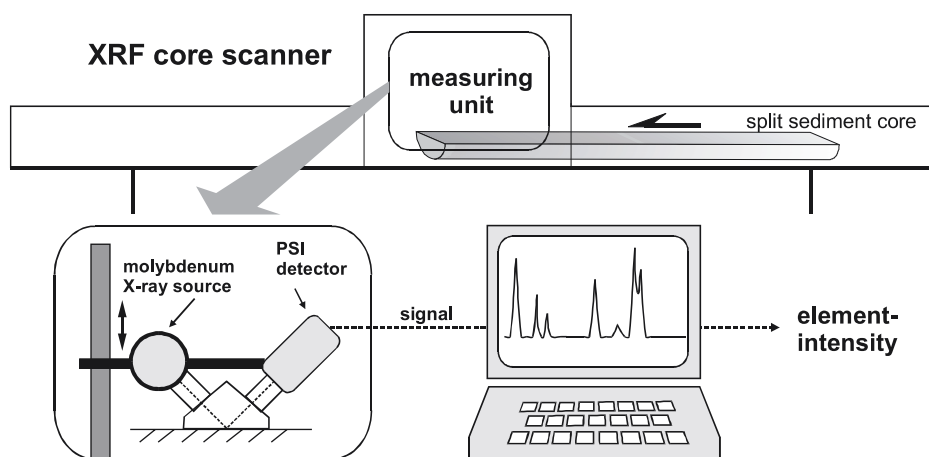 XRF core scanner
measuring
unit
split sediment core
molybdenum
X-ray source
PSI
detector
signal
element-
intensity